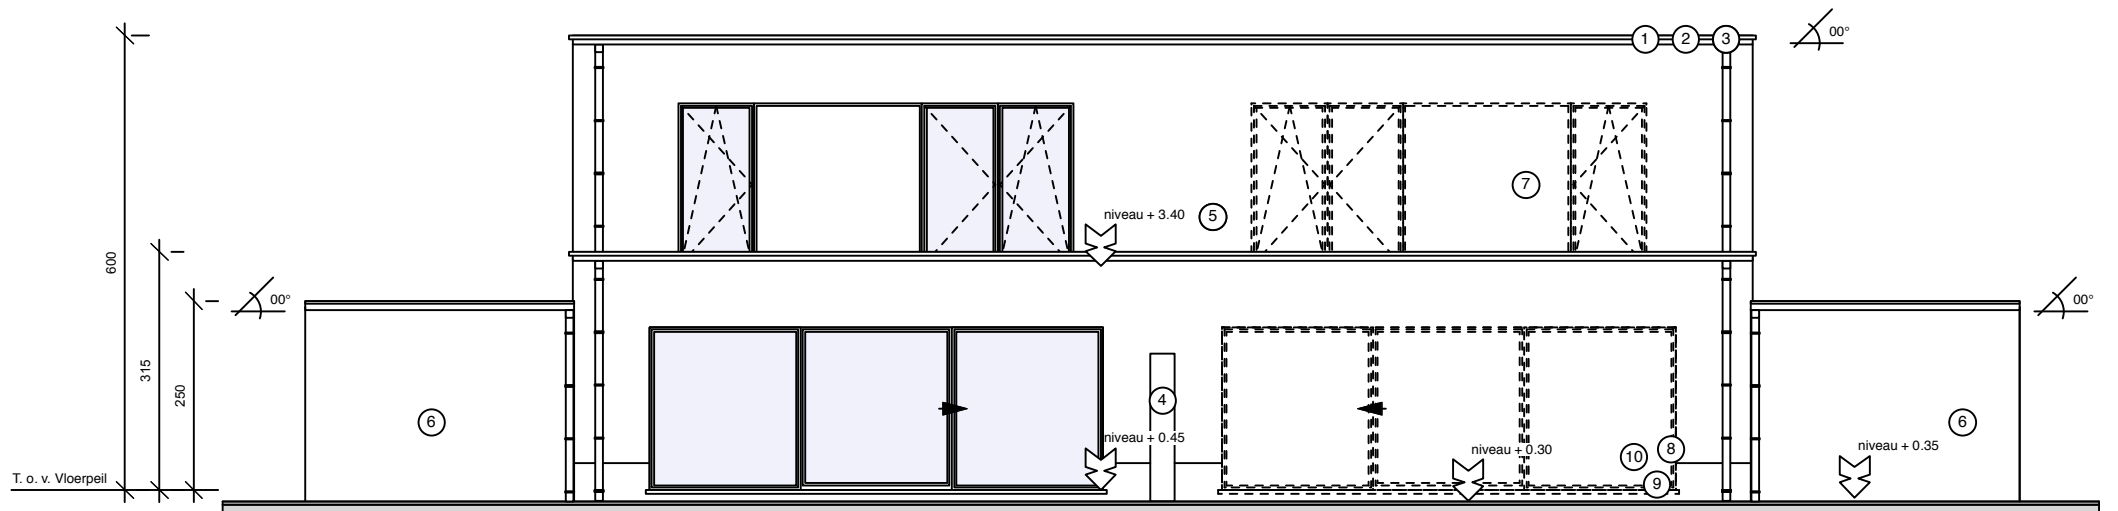 1 2 3
00°
7
niveau + 3.40 5
600
00°
00°
315
250
4
6
6
niveau + 0.45
niveau + 0.30
10 8
niveau + 0.35
T. o. v. Vloerpeil
9